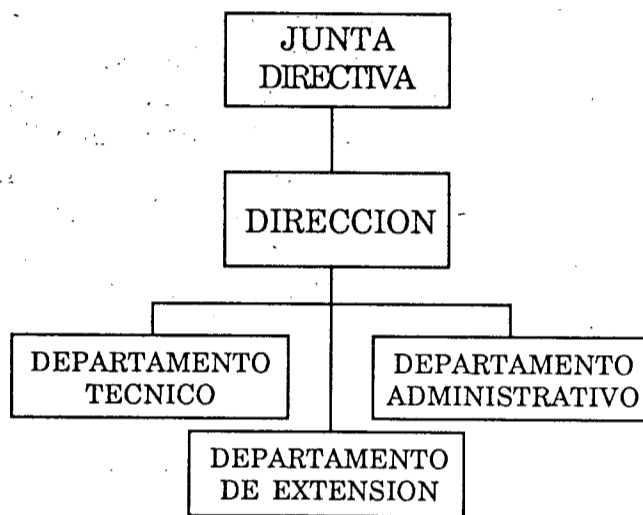 JUNTA
DIRECTIVA
DIRECCION
DEPARTAMENTO
TECNICO
DEPARTAMENTO
ADMINISTRATIVO
DEPARTAMENTO
DE EXTENSION